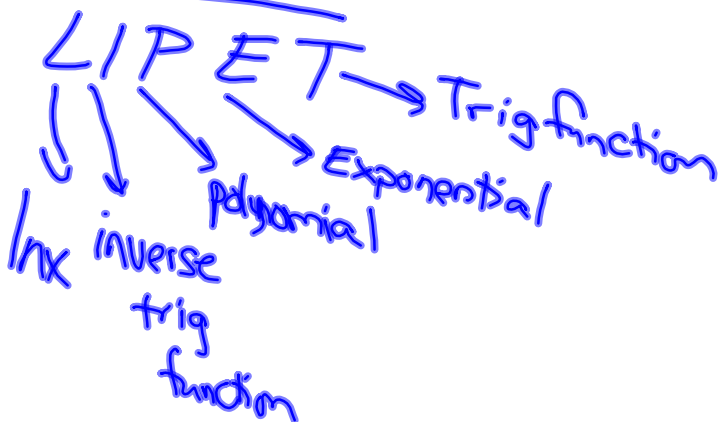 LIPET
Trig function
Exponential
Polynomial
lnx
inverse
trig
function